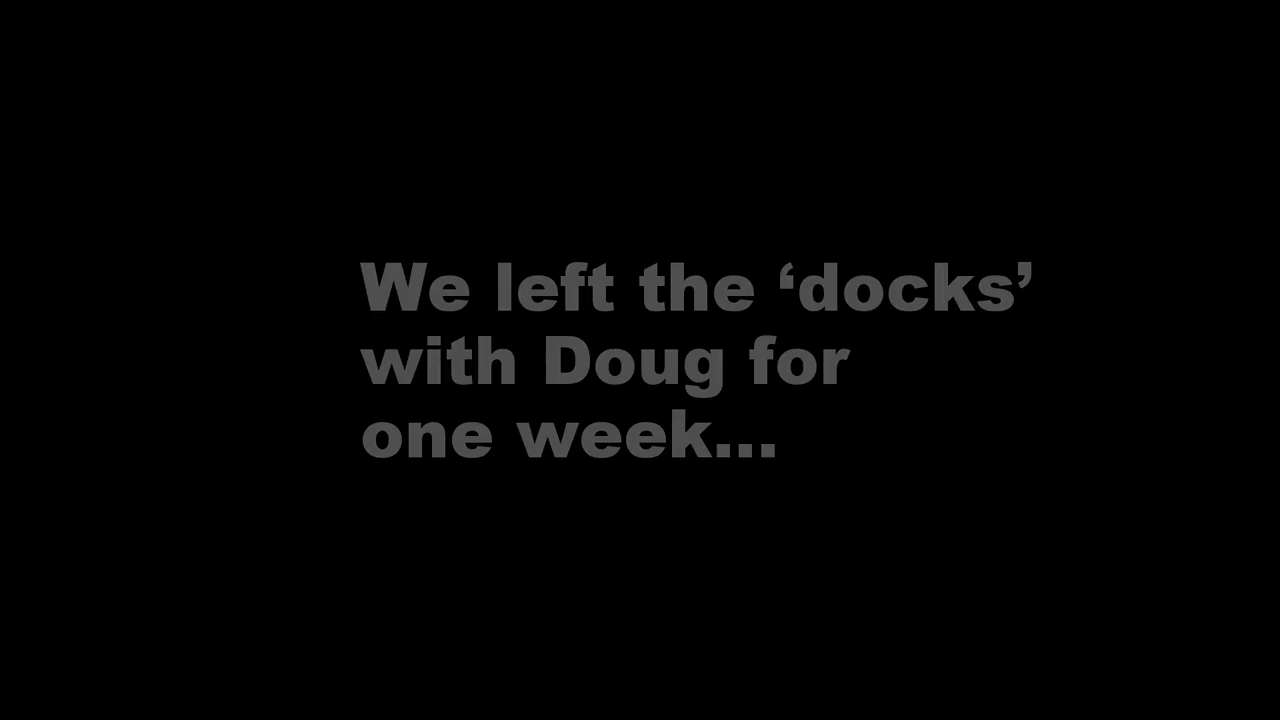 We left the ‘docks’
with Doug for
one week...